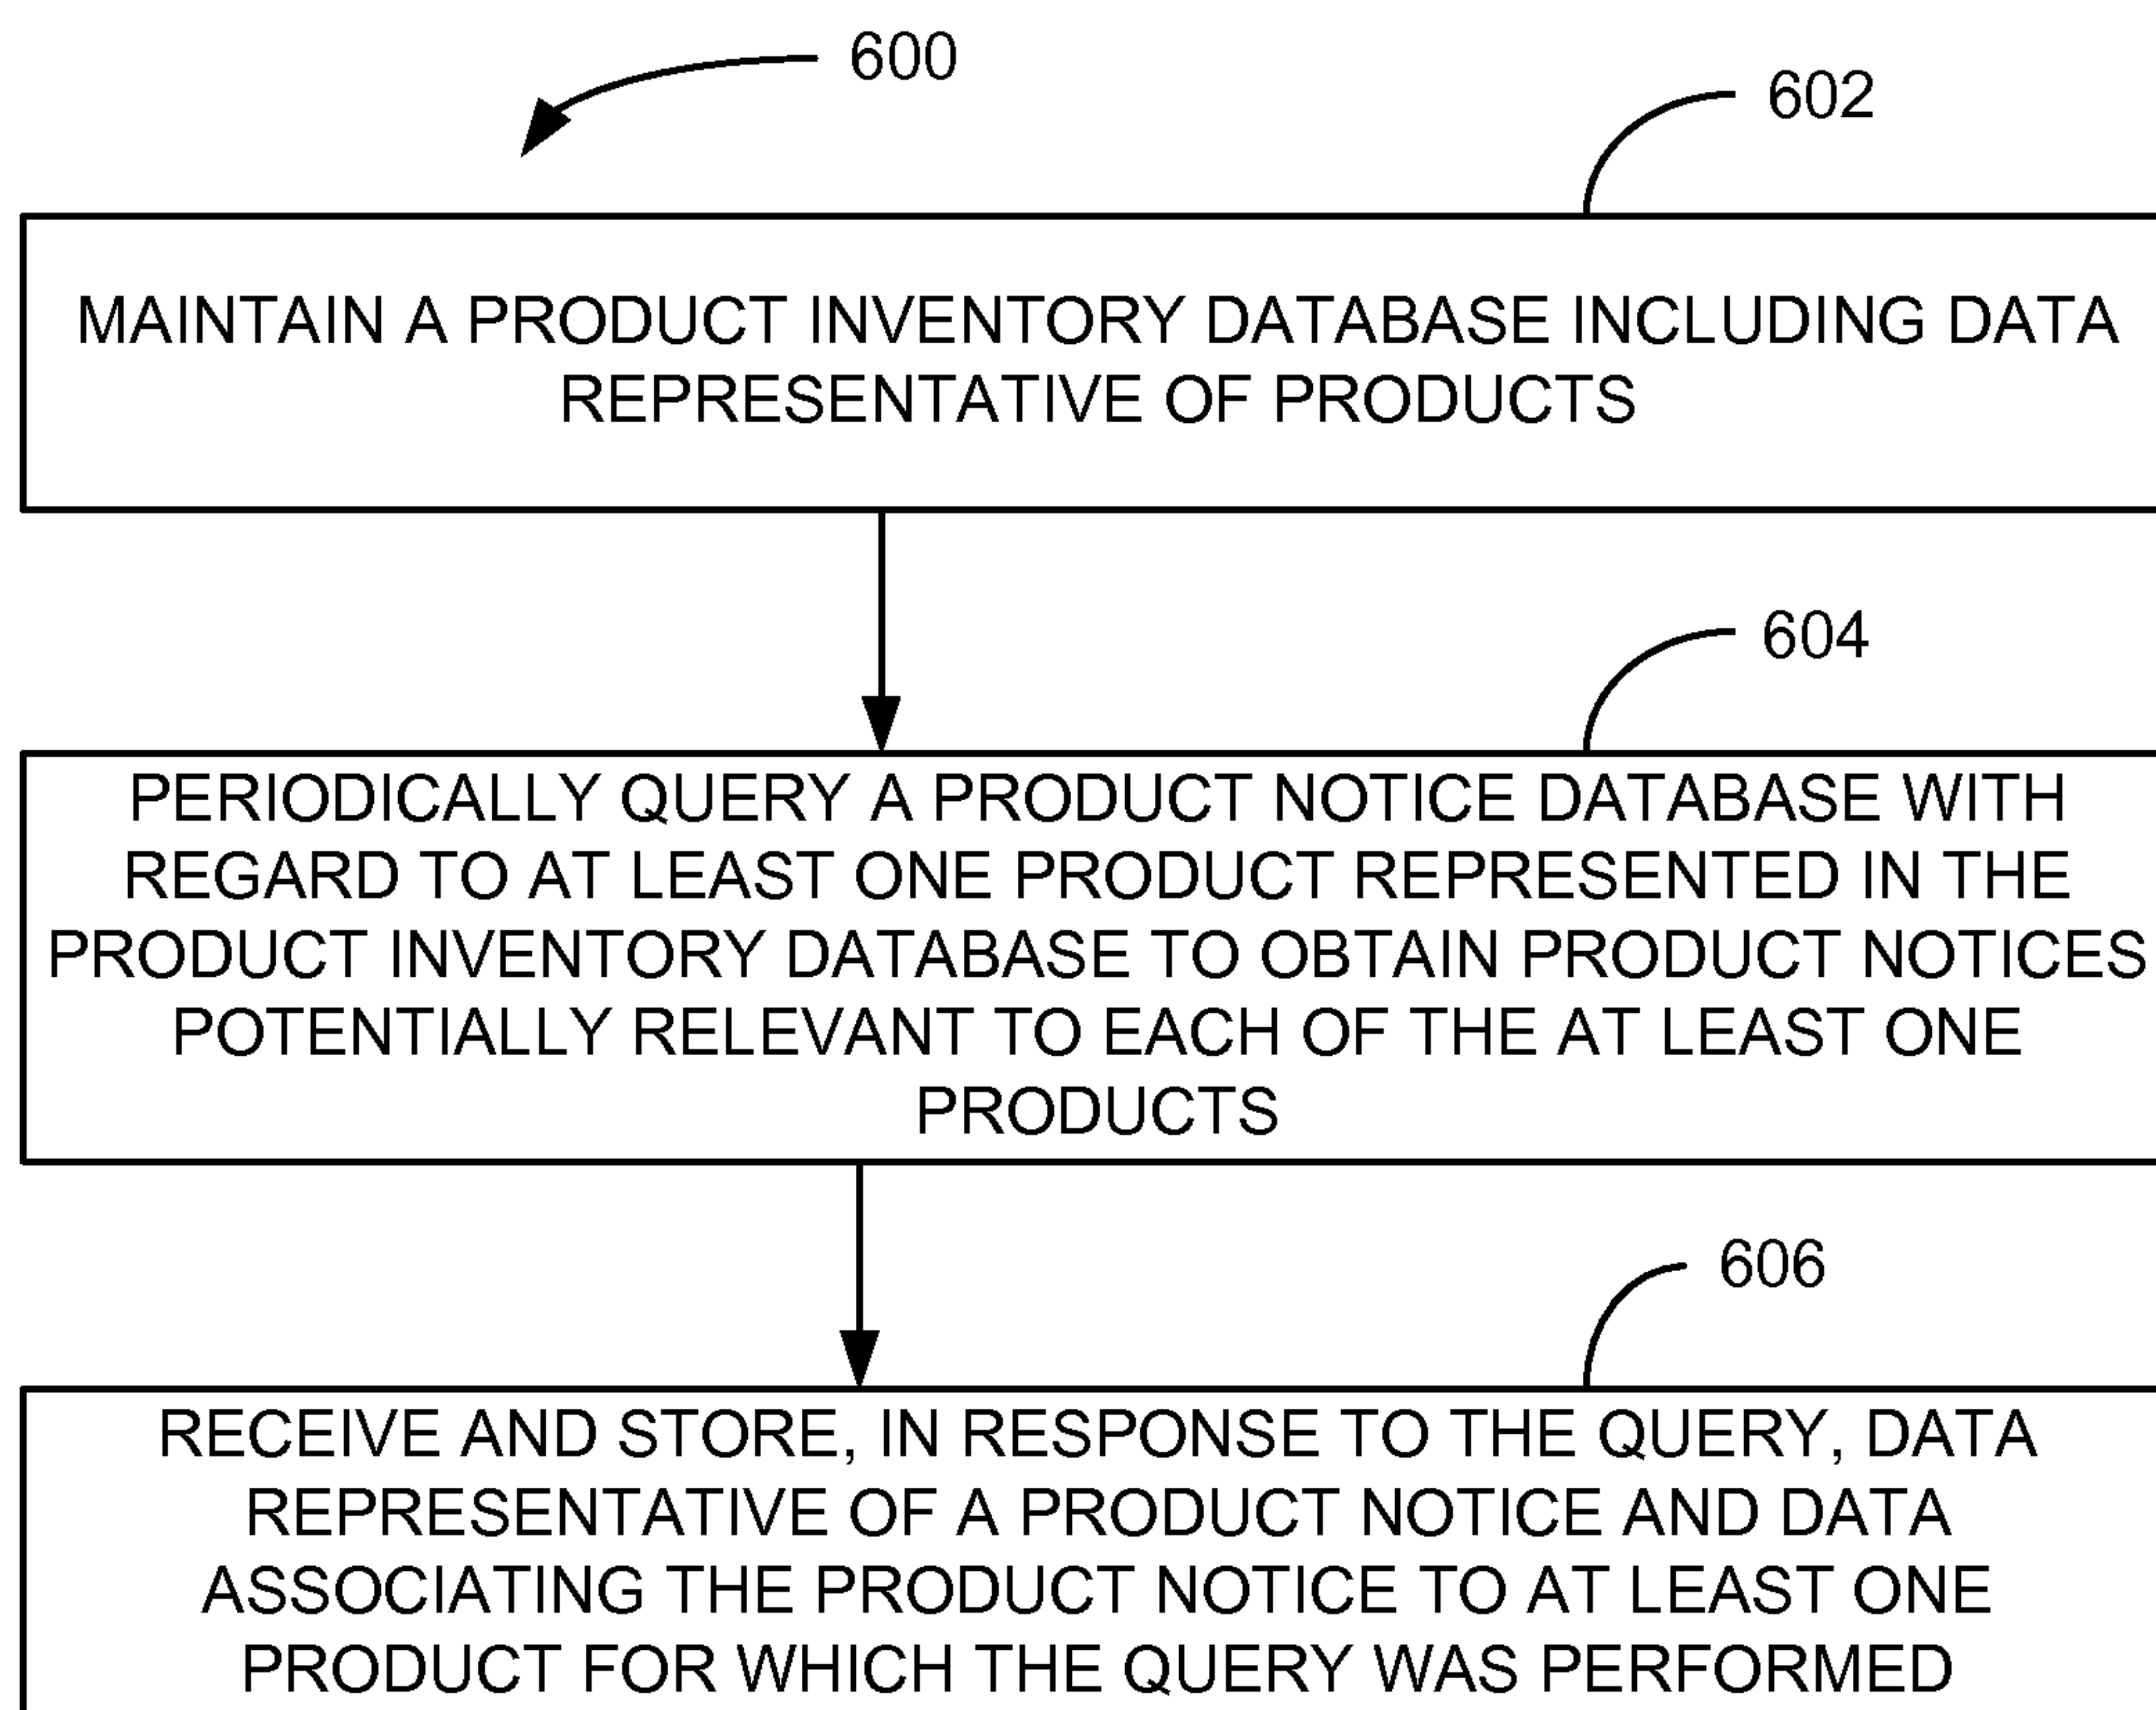 600
602
MAINTAIN A PRODUCT INVENTORY DATABASE INCLUDING DATA
REPRESENTATIVE OF PRODUCTS
604
PERIODICALLY QUERY A PRODUCT NOTICE DATABASE WITH
REGARD TO AT LEAST ONE PRODUCT REPRESENTED IN THE
PRODUCT INVENTORY DATABASE TO OBTAIN PRODUCT NOTICES
POTENTIALLY RELEVANT TO EACH OF THE AT LEAST ONE
PRODUCTS
606
RECEIVE AND STORE, IN RESPONSE TO THE QUERY, DATA
REPRESENTATIVE OF A PRODUCT NOTICE AND DATA
ASSOCIATING THE PRODUCT NOTICE TO AT LEAST ONE
PRODUCT FOR WHICH THE QUERY WAS PERFORMED